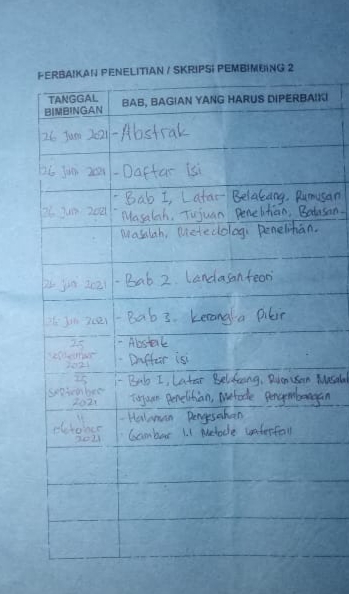 PERBAIKAN PENELITIAN / SKRIPSI PEMBIMBING 2
TANGGAL BIMBINGAN BAB, BAGIAN YANG HARUS DIPERBAIKI
26 Juni 2021 - Abstrak
26 Juni 2021 - Daftar isi
- Bab I, Latar Belakang, Rumusan
26 Juni 2021 Masalah, Tujuan Penelitian, Batasan
Masalah, Metedologi Penelitian.
26 Juni 2021 - Bab 2. Landasan teori
26 Juni 2021 - Bab 3. Kerangka Pikir
25 September 2021 - Abstrak
- Daftar isi
25 September 2021 - Bab I, Latar Belakang, Rumusan Masalah
Tujuan Penelitian, Metode Pengembangan
Oktober 2021 - Halaman Pengesahan
- Gambar 1.1 Metode waterfall